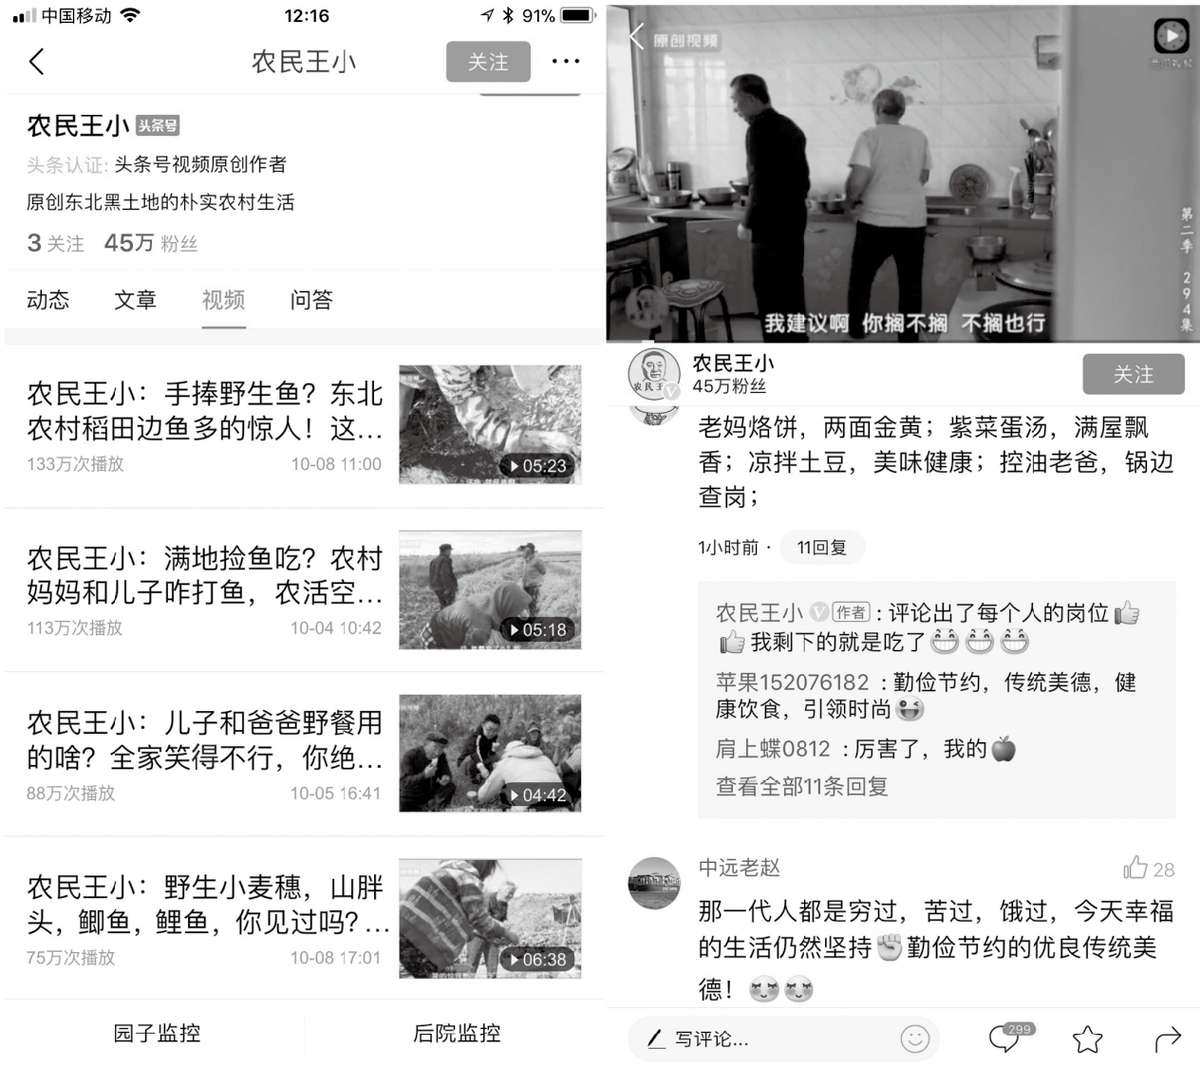 中国移动
12:16
91%
农民王小
关注
农民王小 头条号
头条认证: 头条号视频原创作者
原创东北黑土地的朴实农村生活
3 关注 45万 粉丝
动态 文章 视频 问答
农民王小：手捧野生鱼？东北
农村稻田边鱼多的惊人！这...
133万次播放 10-08 11:00
05:23
农民王小：满地捡鱼吃？农村
妈妈和儿子咋打鱼，农活空...
113万次播放 10-04 10:42
05:18
农民王小：儿子和爸爸野餐用
的啥？全家笑得不行，你绝...
88万次播放 10-05 16:41
04:42
农民王小：野生小麦穗，山胖
头，鲫鱼，鲤鱼，你见过吗？...
75万次播放 10-08 17:01
06:38
园子监控 后院监控
原创视频
第二季 294集
我建议啊 你搁不搁 不搁也行
农民王小
45万粉丝
关注
老妈烙饼，两面金黄；紫菜蛋汤，满屋飘
香；凉拌土豆，美味健康；控油老爸，锅边
查岗；
1小时前 · 11回复
农民王小 V 作者 : 评论出了每个人的岗位👍
👍我剩下的就是吃了😁😁😁
苹果152076182 : 勤俭节约，传统美德，健
康饮食，引领时尚😜
肩上蝶0812 : 厉害了，我的🍎
查看全部11条回复
中远老赵
28
那一代人都是穷过，苦过，饿过，今天幸福
的生活仍然坚持✊勤俭节约的优良传统美
德！😊😊
写评论...
299